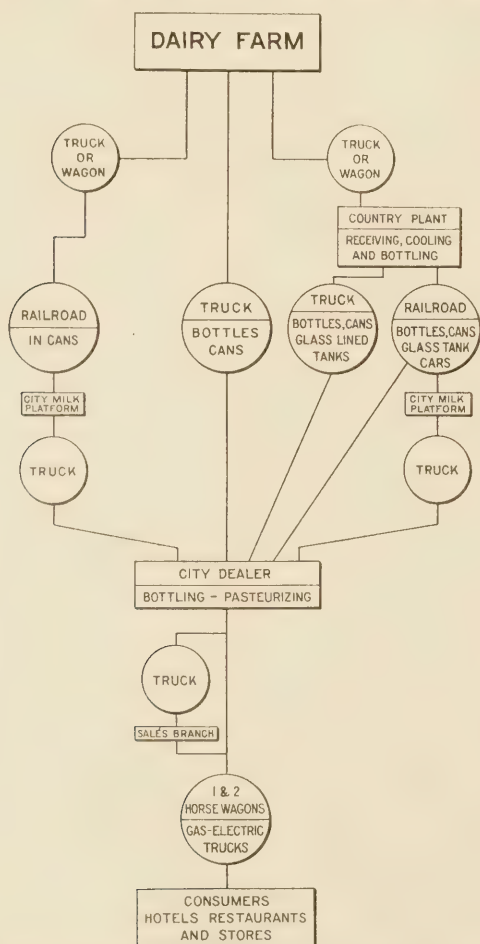 DAIRY FARM
TRUCK
OR
WAGON
TRUCK
OR
WAGON
COUNTRY PLANT
RECEIVING, COOLING
AND BOTTLING
RAILROAD
IN CANS
TRUCK
BOTTLES
CANS
TRUCK
BOTTLES, CANS
GLASS LINED
TANKS
RAILROAD
BOTTLES, CANS
GLASS TANK
CARS
CITY MILK
PLATFORM
CITY MILK
PLATFORM
TRUCK
TRUCK
CITY DEALER
BOTTLING - PASTEURIZING
TRUCK
SALES BRANCH
1 & 2
HORSE WAGONS
GAS-ELECTRIC
TRUCKS
CONSUMERS
HOTELS RESTAURANTS
AND STORES